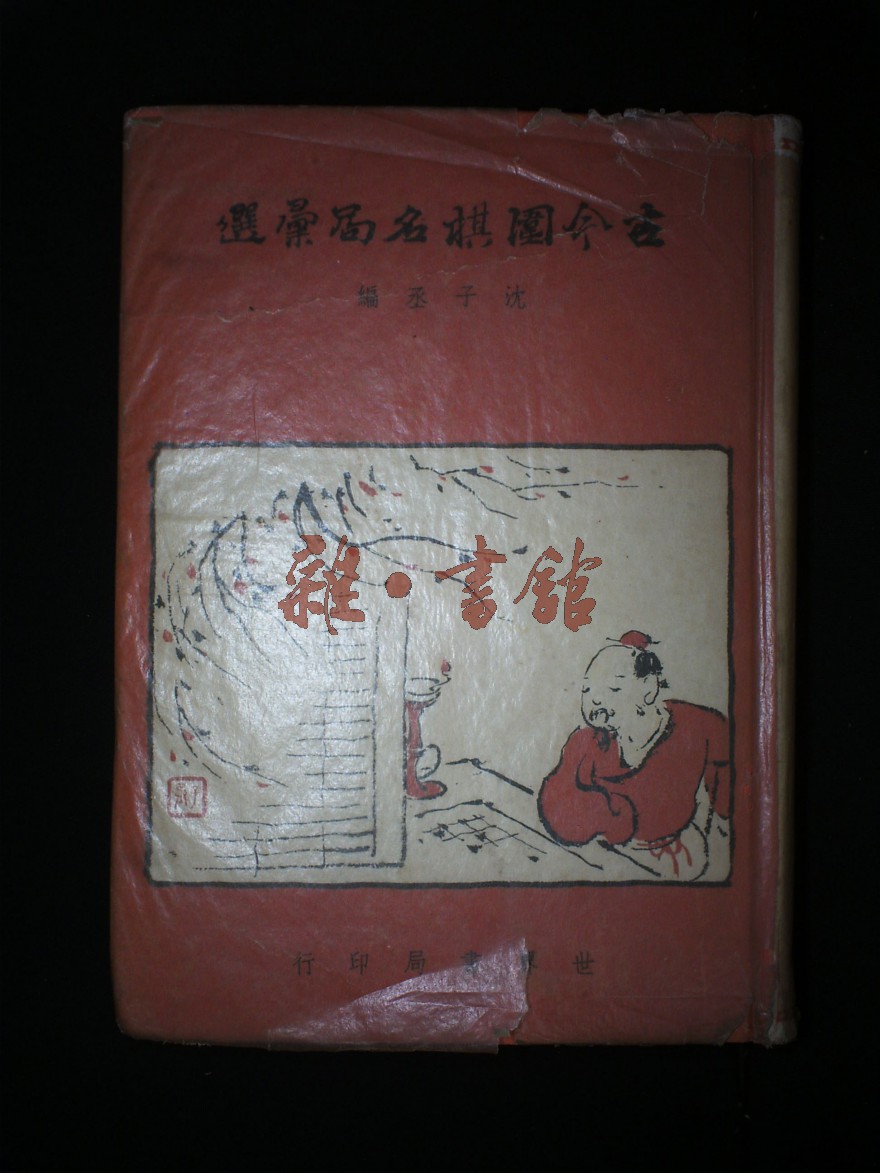 古今圍棋名局彙選
沈子丞編
雜·書館
世界書局印行